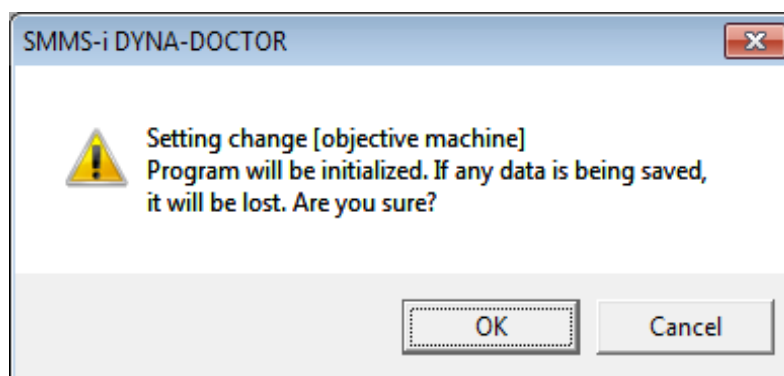 SMMS-i DYNA-DOCTOR
Setting change [objective machine]
Program will be initialized. If any data is being saved,
it will be lost. Are you sure?
OK Cancel